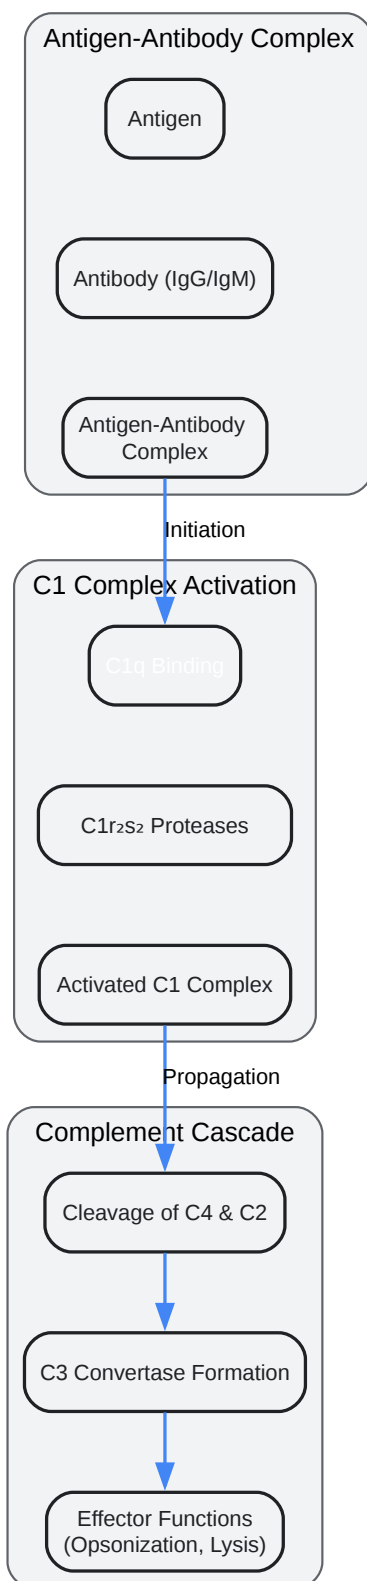 Antigen-Antibody Complex
Antigen
Antibody (IgG/IgM)
Antigen-Antibody
Complex
Initiation
C1 Complex Activation
C1q Binding
C1r₂s₂ Proteases
Activated C1 Complex
Propagation
Complement Cascade
Cleavage of C4 & C2
C3 Convertase Formation
Effector Functions
(Opsonization, Lysis)